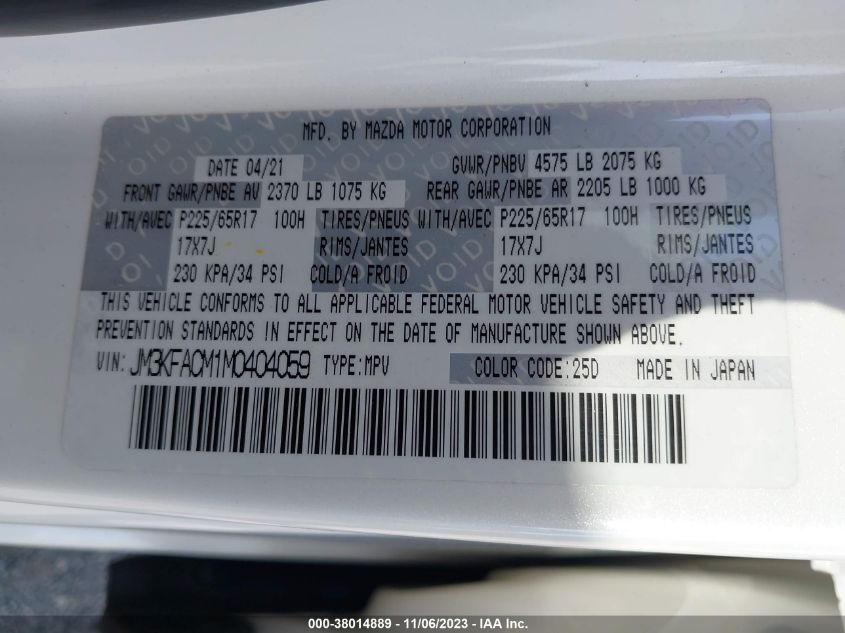 MFD. BY MAZDA MOTOR CORPORATION
DATE 04/21 GVWR/PNBV 4575 LB 2075 KG
FRONT GAWR/PNBE AV 2370 LB 1075 KG REAR GAWR/PNBE AR 2205 LB 1000 KG
WITH/AVEC P225/65R17 100H TIRES/PNEUS WITH/AVEC P225/65R17 100H TIRES/PNEUS
17X7J RIMS/JANTES 17X7J RIMS/JANTES
230 KPA/34 PSI COLD/A FROID 230 KPA/34 PSI COLD/A FROID
THIS VEHICLE CONFORMS TO ALL APPLICABLE FEDERAL MOTOR VEHICLE SAFETY AND THEFT
PREVENTION STANDARDS IN EFFECT ON THE DATE OF MANUFACTURE SHOWN ABOVE.
VIN: JM3KFACM1M0404059 TYPE:MPV COLOR CODE:25D MADE IN JAPAN
000-38014889 - 11/06/2023 - IAA Inc.